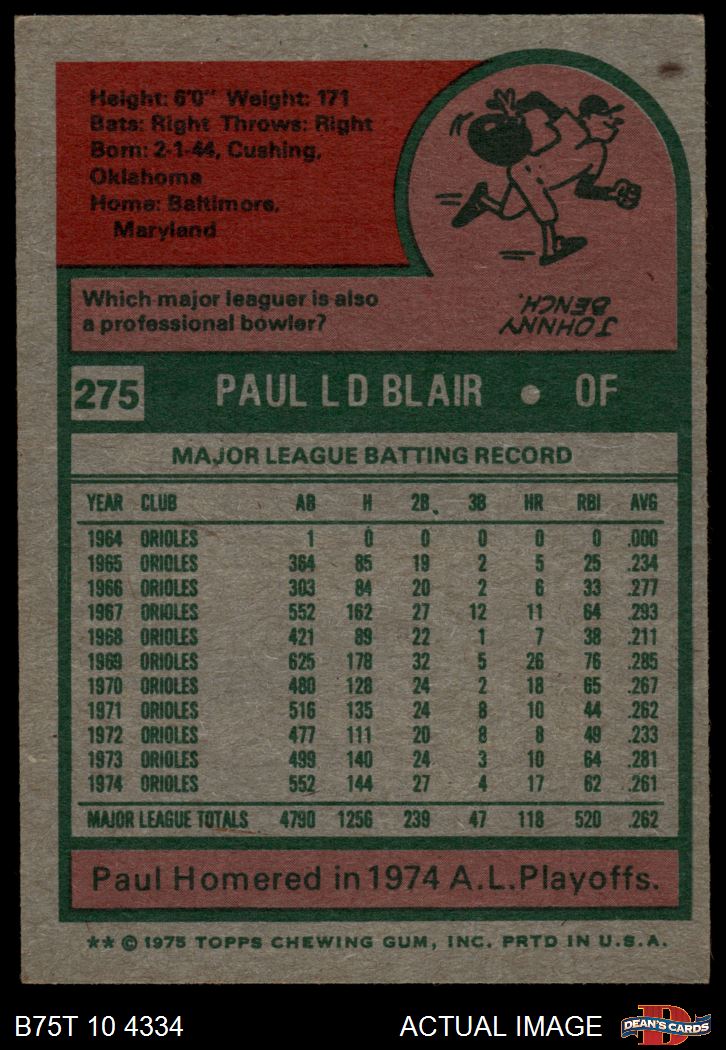 Height: 6'0" Weight: 171
Bats: Right Throws: Right
Born: 2-1-44, Cushing,
Oklahoma
Home: Baltimore,
Maryland
Which major leaguer is also
a professional bowler?
JOHNNY
BENCH.
275 PAUL L D BLAIR • OF
MAJOR LEAGUE BATTING RECORD
YEAR CLUB AB H 2B 3B HR RBI AVG
1964 ORIOLES 1 0 0 0 0 0 .000
1965 ORIOLES 364 85 19 2 5 25 .234
1966 ORIOLES 303 84 20 2 6 33 .277
1967 ORIOLES 552 162 27 12 11 64 .293
1968 ORIOLES 421 89 22 1 7 38 .211
1969 ORIOLES 625 178 32 5 26 76 .285
1970 ORIOLES 480 128 24 2 18 65 .267
1971 ORIOLES 516 135 24 8 10 44 .262
1972 ORIOLES 477 111 20 8 8 49 .233
1973 ORIOLES 499 140 24 3 10 64 .281
1974 ORIOLES 552 144 27 4 17 62 .261
MAJOR LEAGUE TOTALS 4790 1256 239 47 118 520 .262
Paul Homered in 1974 A.L. Playoffs.
** © 1975 TOPPS CHEWING GUM, INC. PRTD IN U.S.A.
B75T 10 4334 ACTUAL IMAGE
D
DEAN'S CARDS